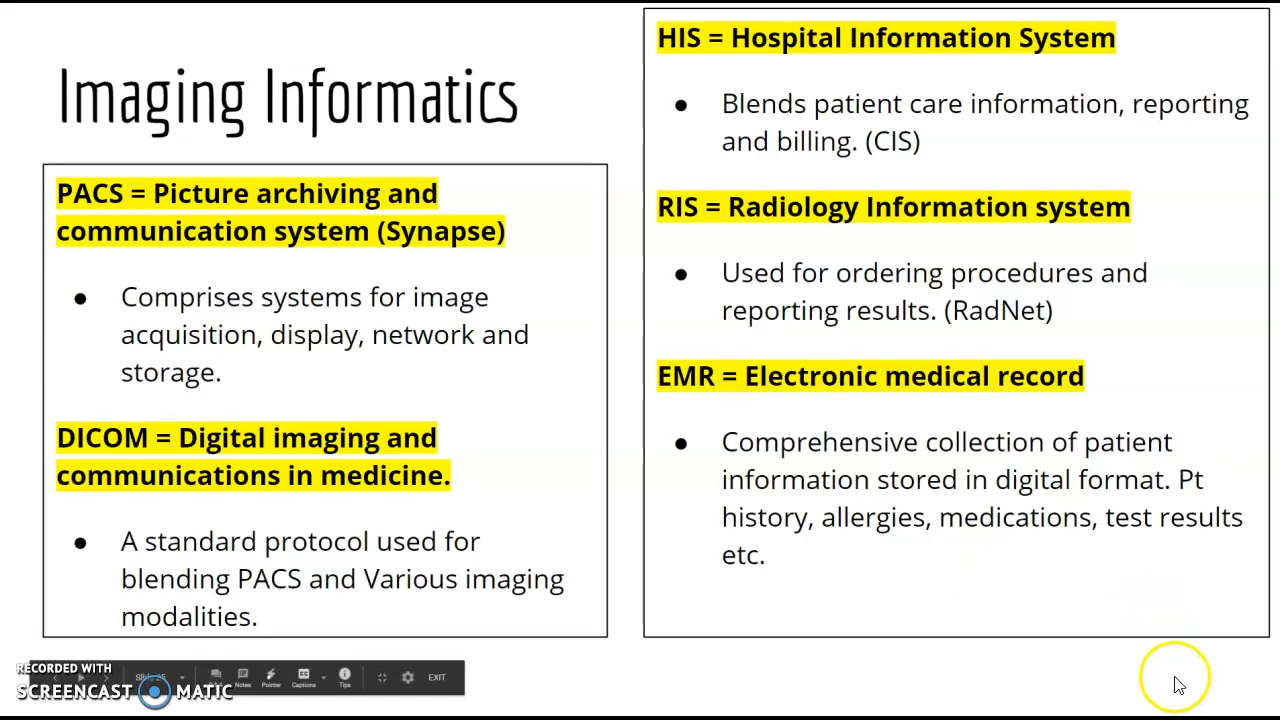 Imaging Informatics
PACS = Picture archiving and
communication system (Synapse)
● Comprises systems for image
acquisition, display, network and
storage.
DICOM = Digital imaging and
communications in medicine.
● A standard protocol used for
blending PACS and Various imaging
modalities.
HIS = Hospital Information System
● Blends patient care information, reporting
and billing. (CIS)
RIS = Radiology Information system
● Used for ordering procedures and
reporting results. (RadNet)
EMR = Electronic medical record
● Comprehensive collection of patient
information stored in digital format. Pt
history, allergies, medications, test results
etc.
RECORDED WITH
SCREENCAST MATIC
Notes
Pointer
Captions
Tips
EXIT